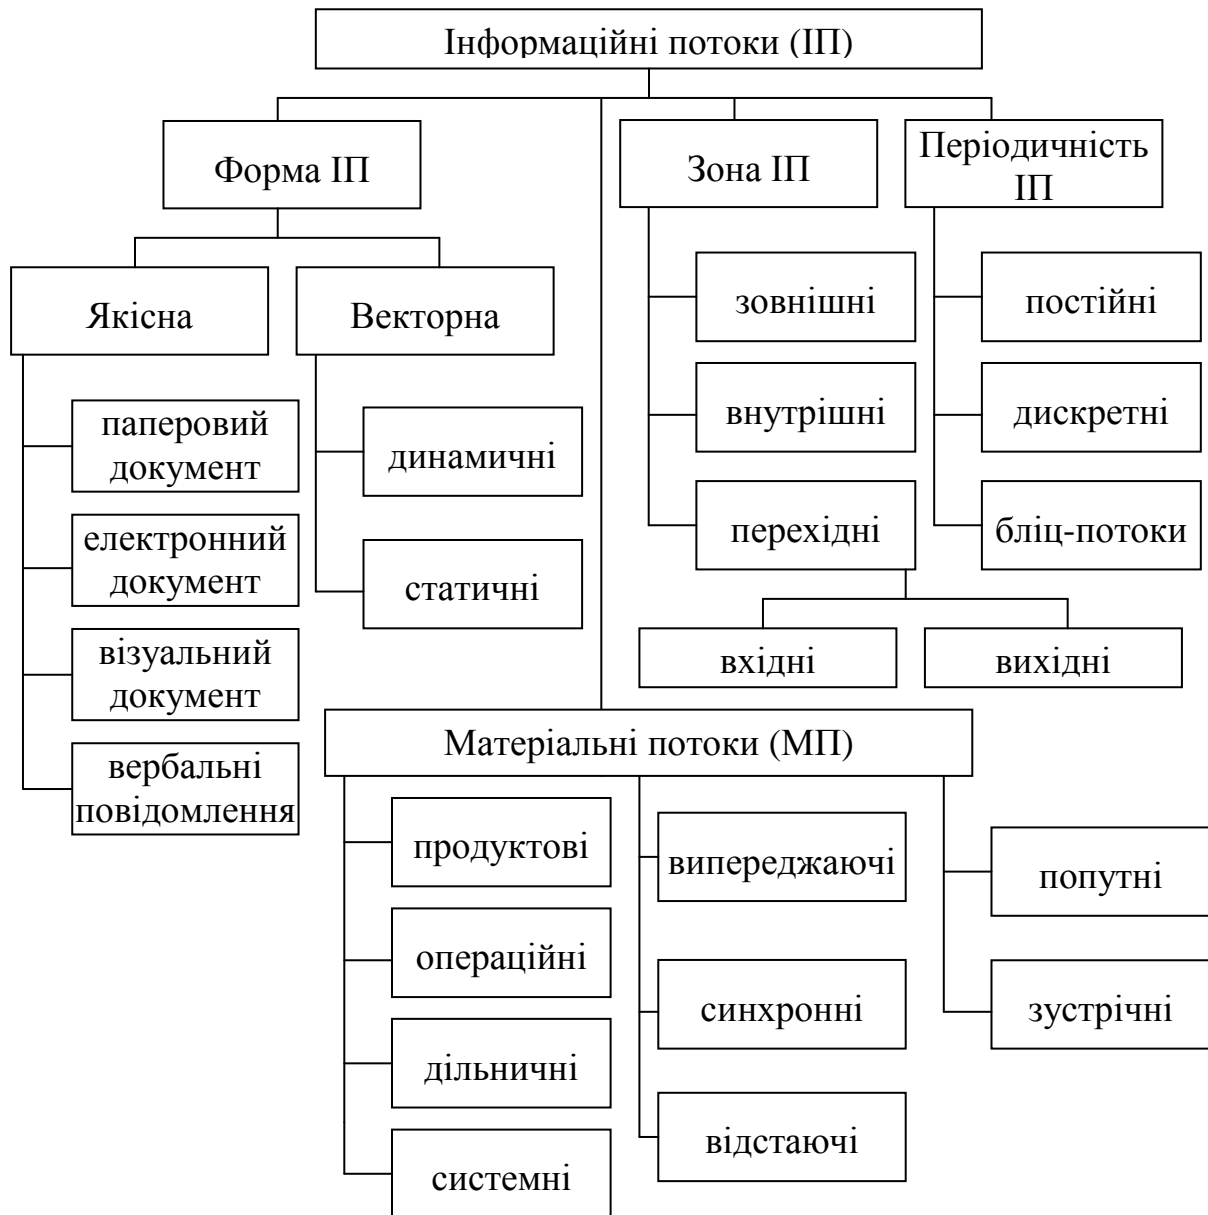 Інформаційні потоки (ІП)
Форма ІП
Зона ІП
Періодичність
ІП
Якісна
Векторна
зовнішні
постійні
паперовий
документ
динамичні
внутрішні
дискретні
електронний
документ
статичні
перехідні
бліц-потоки
візуальний
документ
вхідні
вихідні
вербальні
повідомлення
Матеріальні потоки (МП)
продуктові
випереджаючі
попутні
операційні
синхронні
зустрічні
дільничні
відстаючі
системні